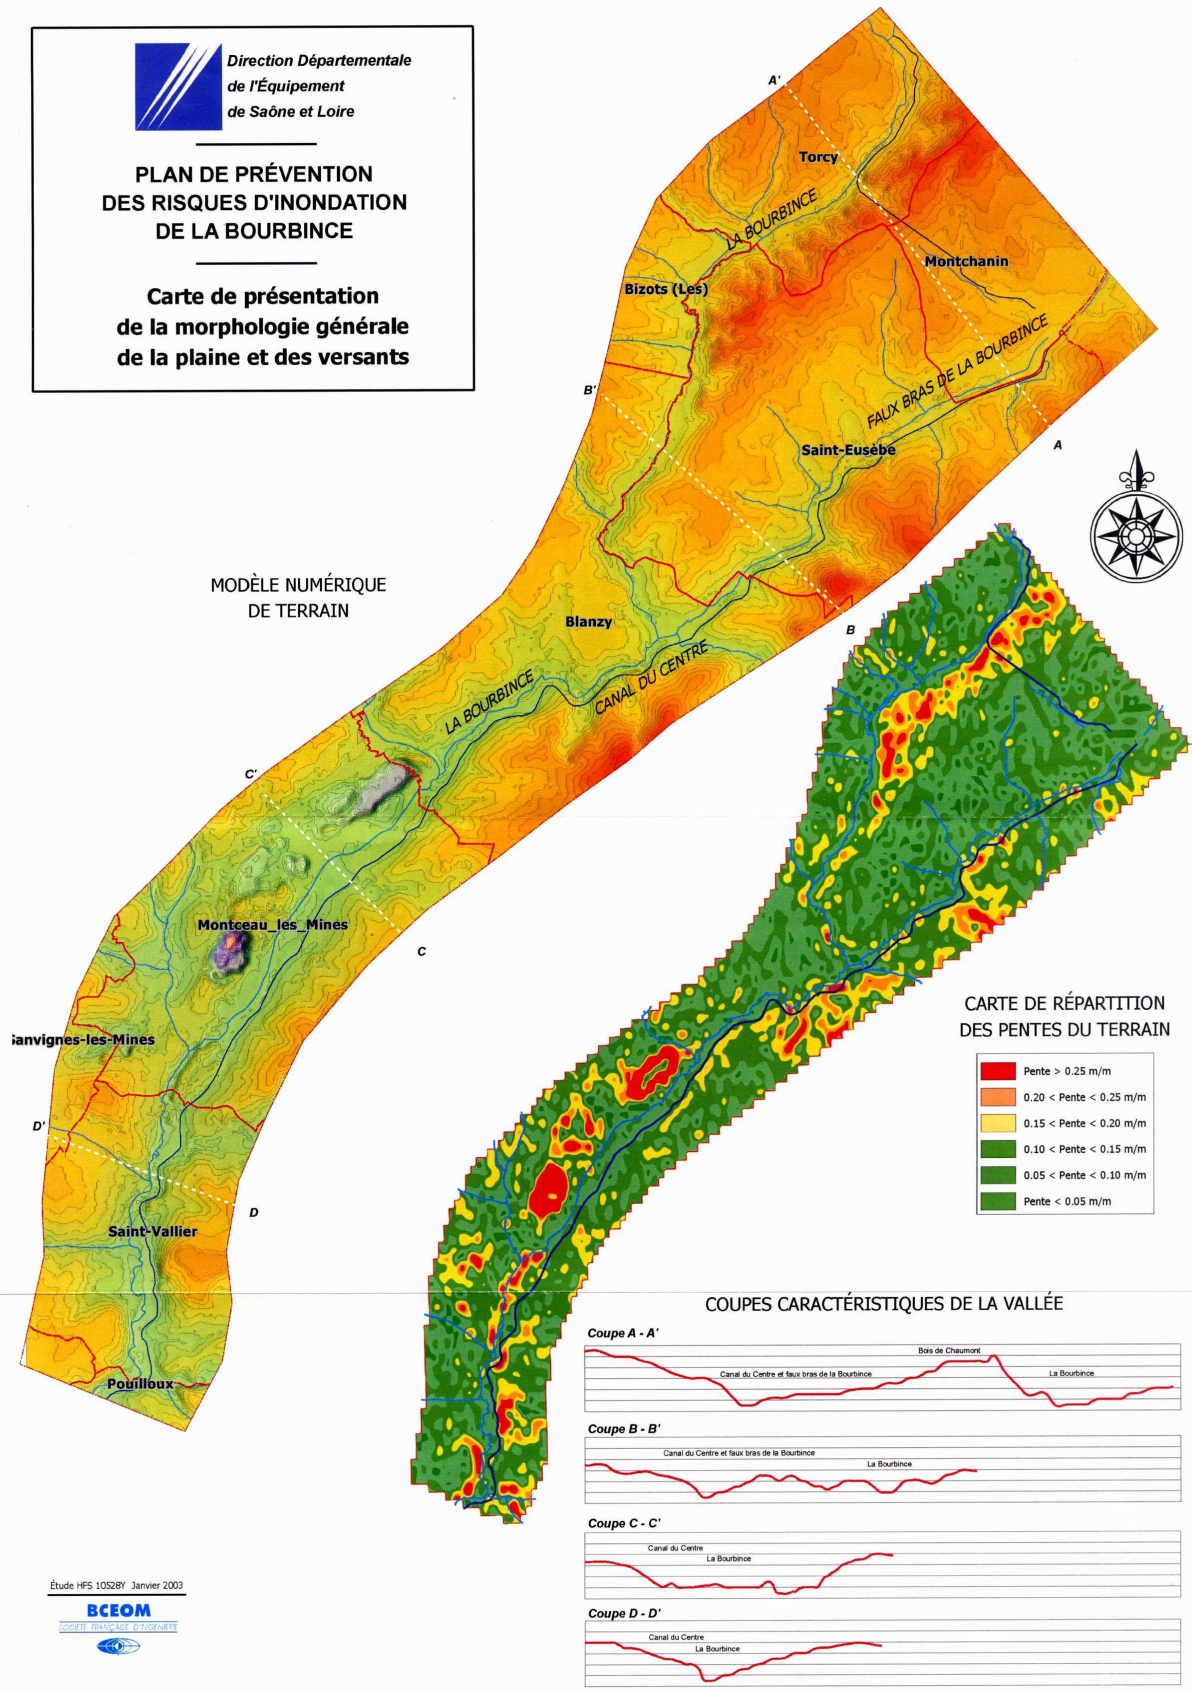 Direction Départementale
de l'Équipement
de Saône et Loire
PLAN DE PRÉVENTION
DES RISQUES D'INONDATION
DE LA BOURBINCE
Carte de présentation
de la morphologie générale
de la plaine et des versants
A'
Torcy
LA BOURBINCE
Montchanin
Bizots (Les)
FAUX BRAS DE LA BOURBINCE
B'
A
Saint-Eusèbe
MODÈLE NUMÉRIQUE
DE TERRAIN
Blanzy
B
CANAL DU CENTRE
LA BOURBINCE
C'
Montceau_les_Mines
C
Sanvignes-les-Mines
D'
D
Saint-Vallier
Pouilloux
CARTE DE RÉPARTITION
DES PENTES DU TERRAIN
Pente > 0.25 m/m
0.20 < Pente < 0.25 m/m
0.15 < Pente < 0.20 m/m
0.10 < Pente < 0.15 m/m
0.05 < Pente < 0.10 m/m
Pente < 0.05 m/m
COUPES CARACTÉRISTIQUES DE LA VALLÉE
Coupe A - A'
Bois de Chaumont
Canal du Centre et faux bras de la Bourbince
La Bourbince
Coupe B - B'
Canal du Centre et faux bras de la Bourbince
La Bourbince
Coupe C - C'
Canal du Centre
La Bourbince
Coupe D - D'
Canal du Centre
La Bourbince
Étude HFS 10528Y Janvier 2003
BCEOM
SOCIÉTÉ FRANÇAISE D'INGÉNIERIE